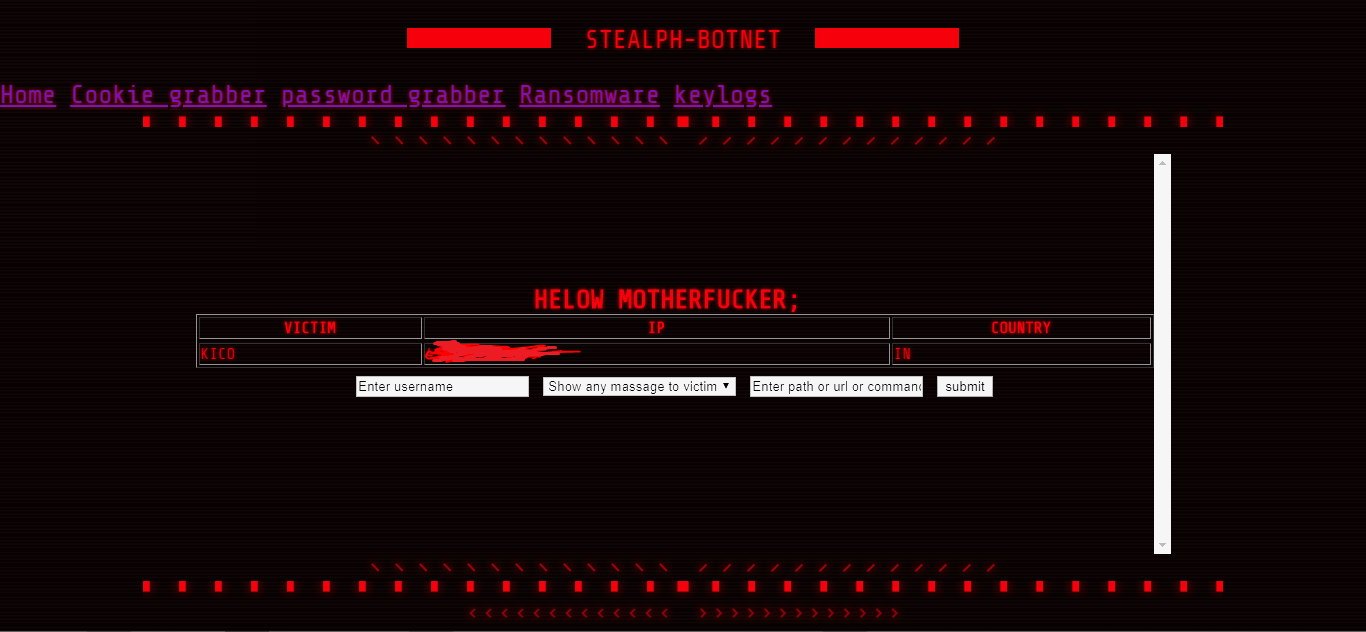 STEALPH-BOTNET
Home Cookie grabber password grabber Ransomware keylogs
HELOW MOTHERFUCKER;
VICTIM IP COUNTRY
KICO IN
Enter username Show any massage to victim Enter path or url or command submit